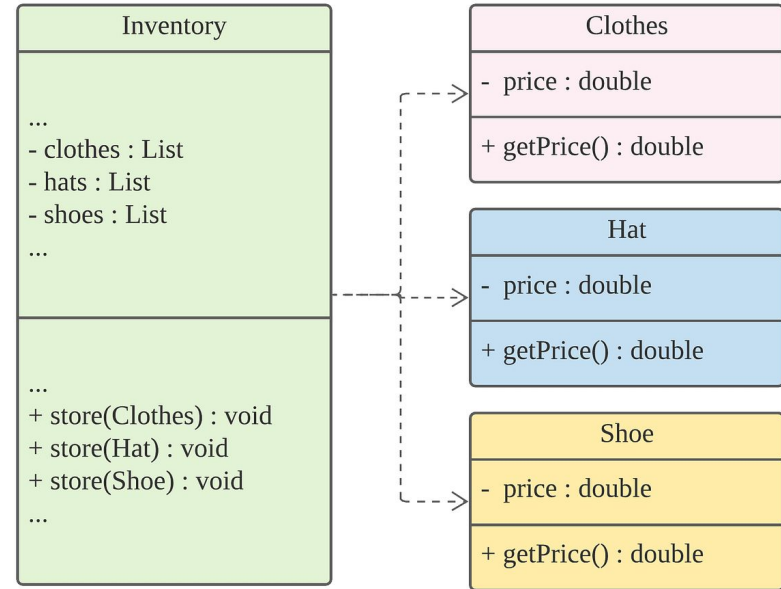 Inventory
...
- clothes : List
- hats : List
- shoes : List
...
...
+ store(Clothes) : void
+ store(Hat) : void
+ store(Shoe) : void
...
Clothes
- price : double
+ getPrice() : double
Hat
- price : double
+ getPrice() : double
Shoe
- price : double
+ getPrice() : double